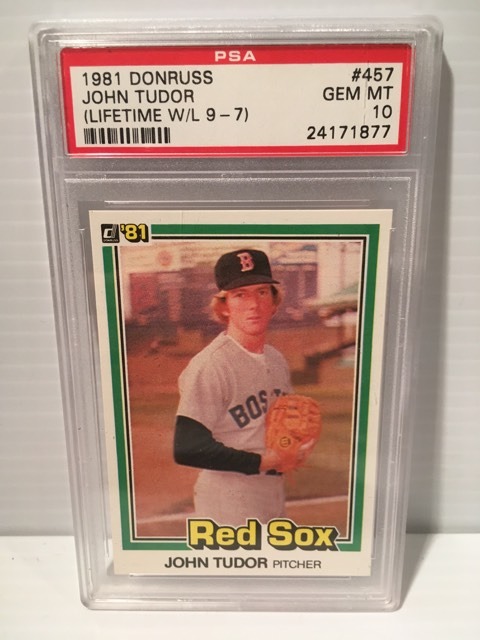 PSA
1981 DONRUSS #457
JOHN TUDOR GEM MT
(LIFETIME W/L 9-7) 10
24171877
'81
B
BOS
Red Sox
JOHN TUDOR PITCHER